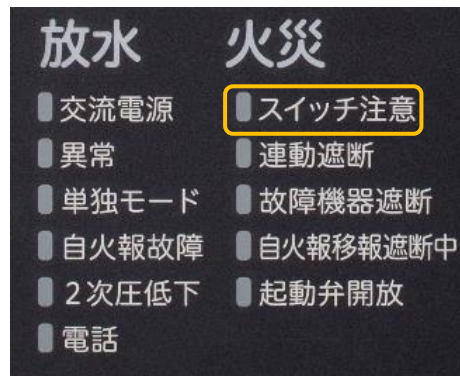 放水
交流電源
異常
単独モード
自火報故障
2次圧低下
電話
火災
スイッチ注意
連動遮断
故障機器遮断
自火報移報遮断中
起動弁開放